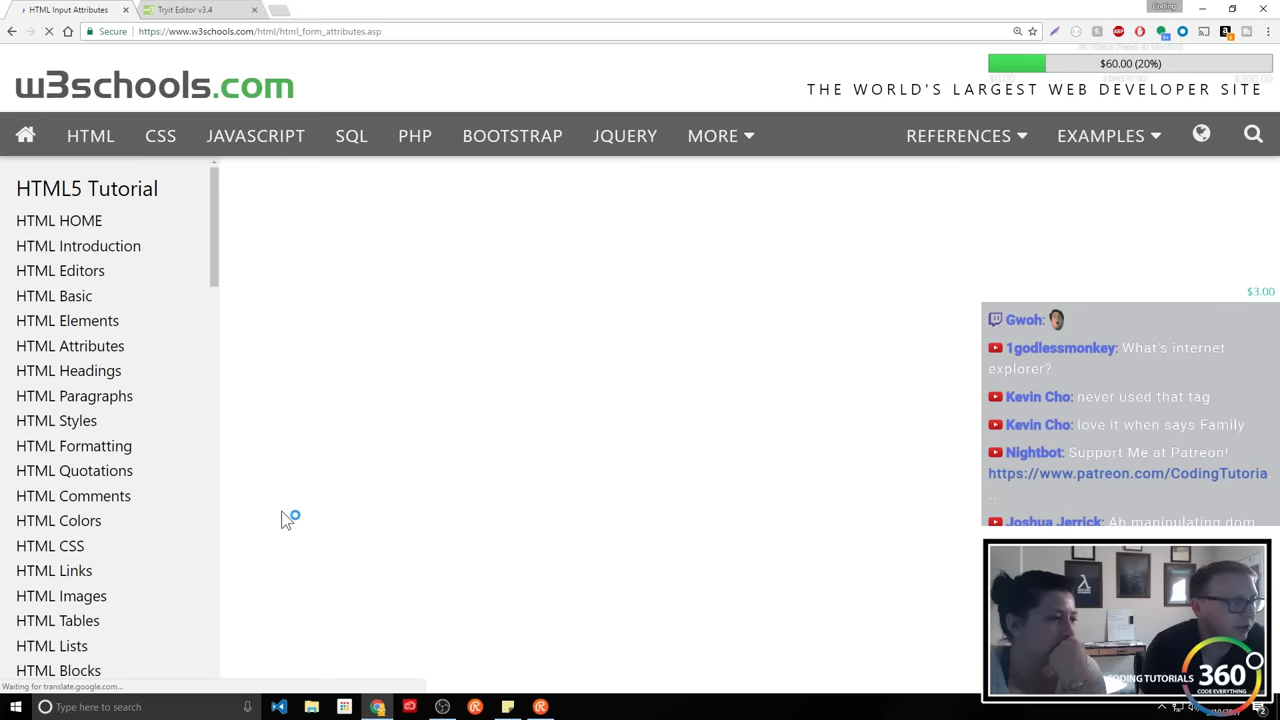 HTML Input Attributes
Tryit Editor v3.4
Coding
Secure
https://www.w3schools.com/html/html_form_attributes.asp
$60.00 (20%)
w3schools.com
THE WORLD'S LARGEST WEB DEVELOPER SITE
HTML CSS JAVASCRIPT SQL PHP BOOTSTRAP JQUERY MORE REFERENCES EXAMPLES
HTML5 Tutorial
HTML HOME
HTML Introduction
HTML Editors
HTML Basic
HTML Elements
HTML Attributes
HTML Headings
HTML Paragraphs
HTML Styles
HTML Formatting
HTML Quotations
HTML Comments
HTML Colors
HTML CSS
HTML Links
HTML Images
HTML Tables
HTML Lists
HTML Blocks
$3.00
Gwoh:
1godlessmonkey: What's internet
explorer?
Kevin Cho: never used that tag
Kevin Cho: love it when says Family
Nightbot: Support Me at Patreon!
https://www.patreon.com/CodingTutoria
..
Joshua Jerrick: Ah manipulating dom
CODING TUTORIALS 360°
CODE EVERYTHING
Waiting for translate.google.com...
Type here to search